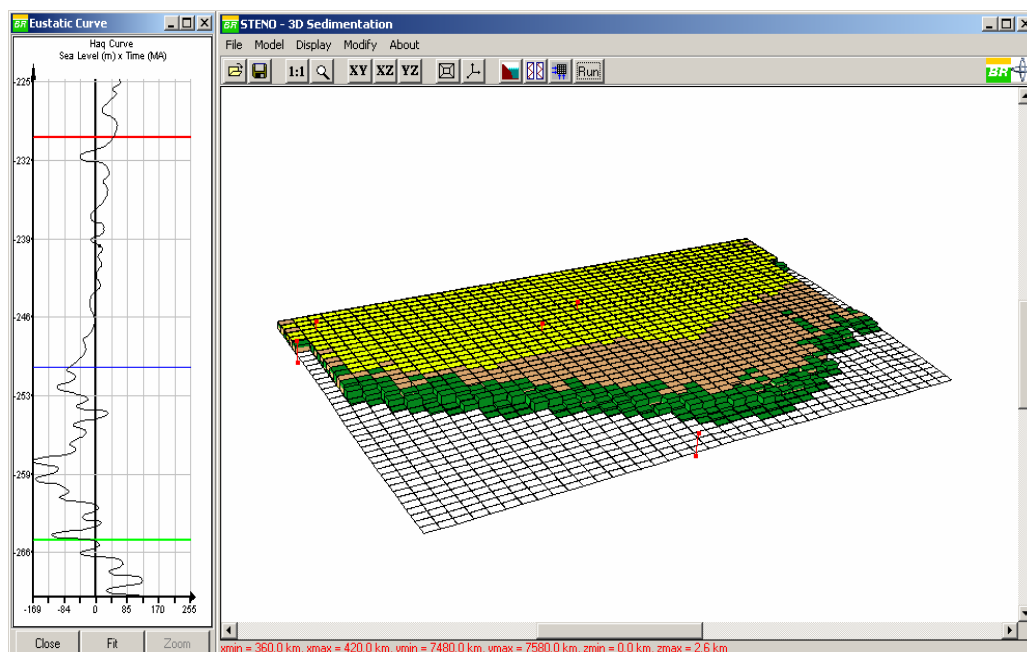 BR Eustatic Curve
Haq Curve
Sea Level (m) x Time (MA)
-225
-232
-239
-246
-253
-259
-266
-169 -84 0 85 170 255
Close Fit Zoom
BR STENO - 3D Sedimentation
File Model Display Modify About
1:1 XY XZ YZ Run
BR
xmin = 360.0 km, xmax = 420.0 km, ymin = 7480.0 km, ymax = 7580.0 km, zmin = 0.0 km, zmax = 2.6 km